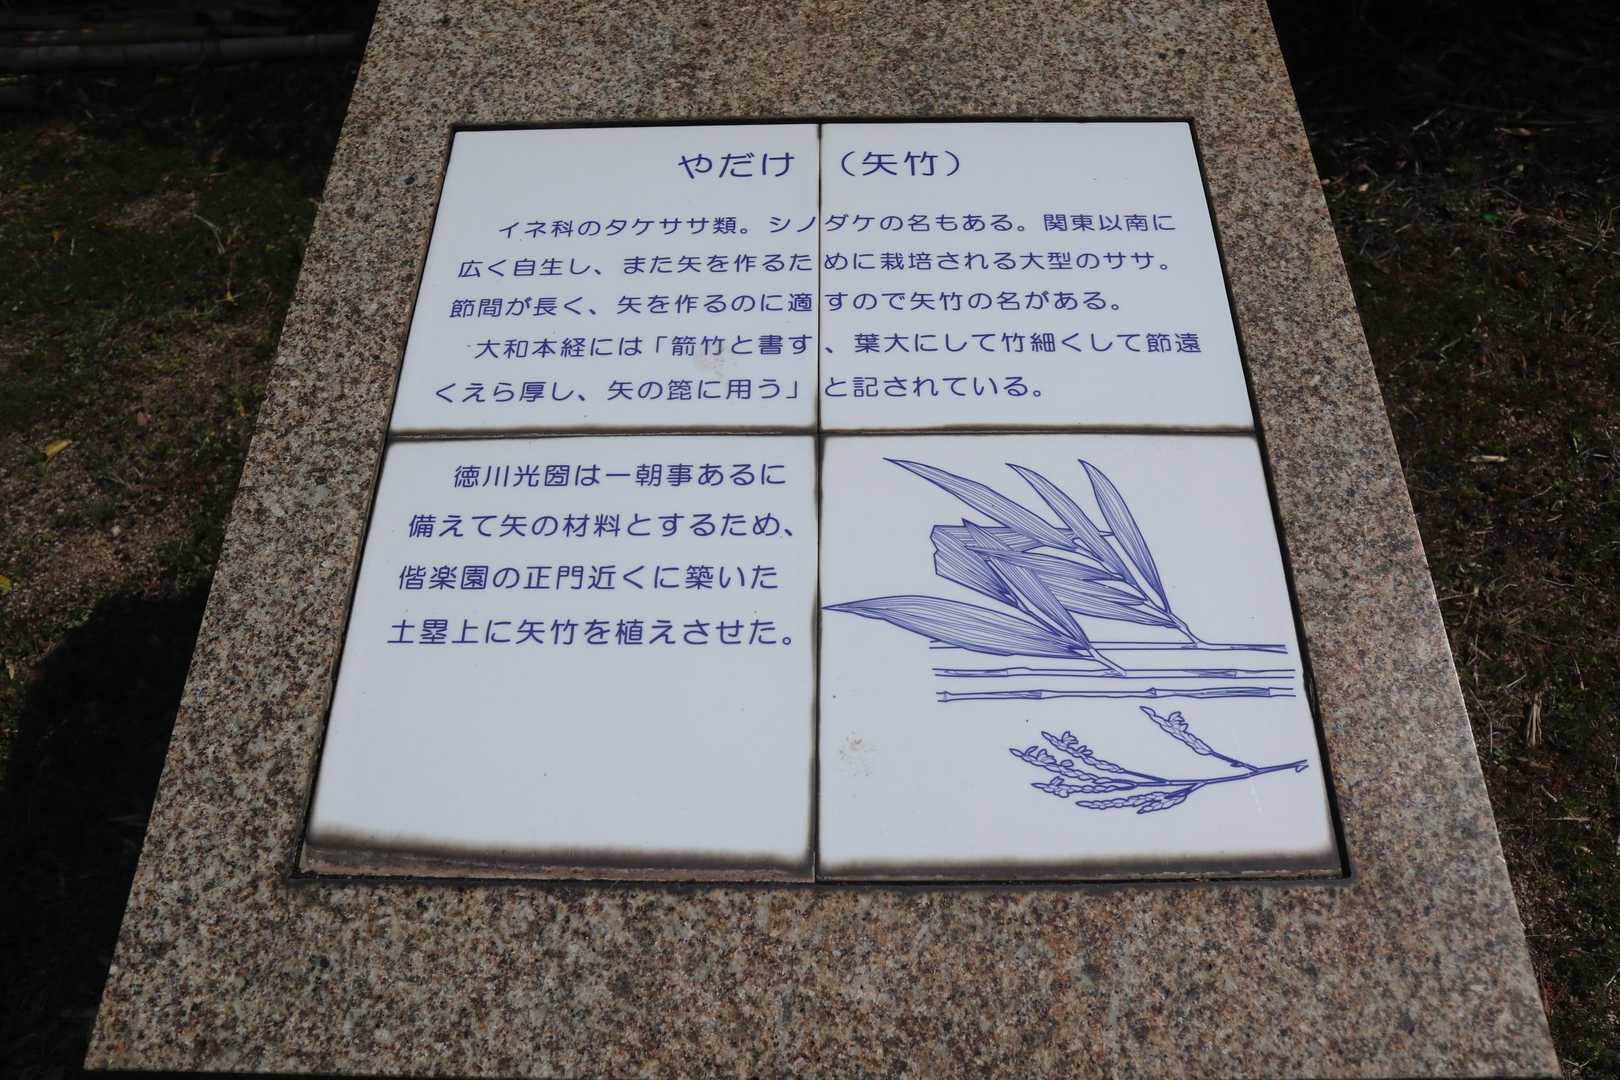 やだけ （矢竹）
イネ科のタケササ類。シノダケの名もある。関東以南に
広く自生し、また矢を作るために栽培される大型のササ。
節間が長く、矢を作るのに適すので矢竹の名がある。
大和本経には「箭竹と書す、葉大にして竹細くして節遠
くえら厚し、矢の箆に用う」と記されている。
徳川光圀は一朝事あるに
備えて矢の材料とするため、
偕楽園の正門近くに築いた
土塁上に矢竹を植えさせた。